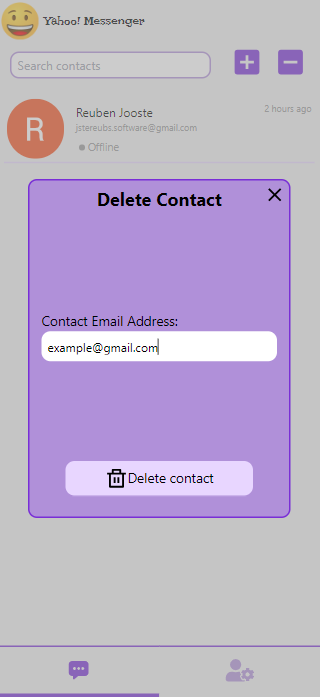 Yahoo! Messenger
Search contacts
R
Reuben Jooste
2 hours ago
jstereubs.software@gmail.com
Offline
Delete Contact
Contact Email Address:
example@gmail.com
Delete contact